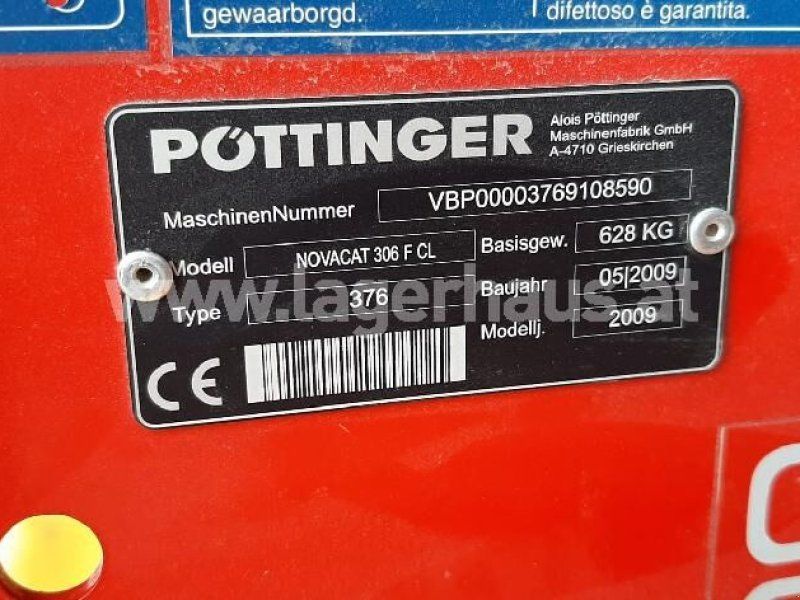 gewaarborgd.
difettoso è garantita.
PÖTTINGER
Alois Pöttinger
Maschinenfabrik GmbH
A-4710 Grieskirchen
MaschinenNummer VBP00003769108590
Modell NOVACAT 306 F CL
Basisgew. 628 KG
Type 376
Baujahr 05|2009
Modellj. 2009
CE
www.lagerhaus.at